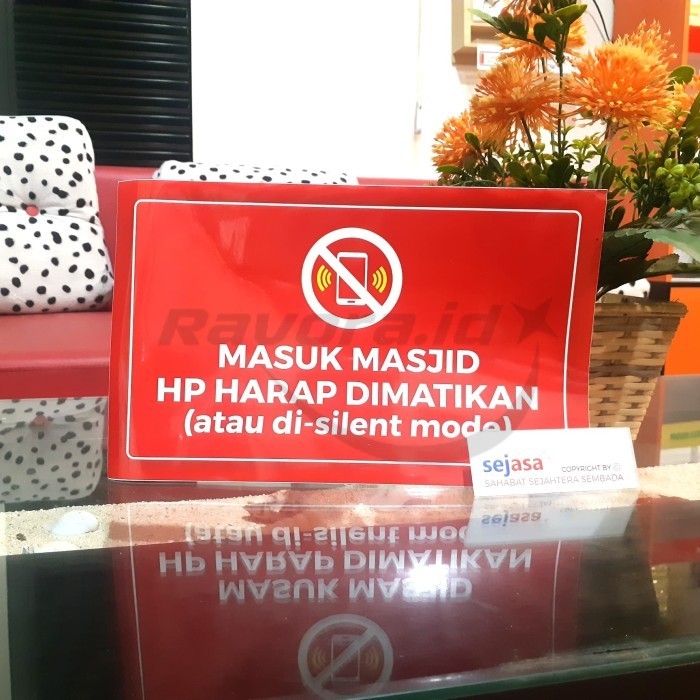 Ravora.id
MASUK MASJID
HP HARAP DIMATIKAN
(atau di-silent mode)
sejasa
COPYRIGHT BY ©
SAHABAT SEJAHTERA SEMBADA